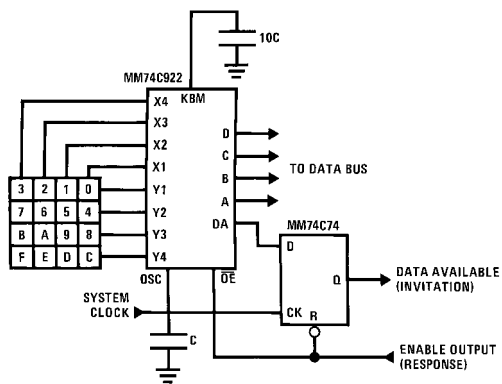 10C
MM74C922
KBM
X4
X3
X2
X1
Y1
Y2
Y3
Y4
D
C
B
A
DA
TO DATA BUS
3 2 1 0
7 6 5 4
B A 9 8
F E D C
OSC
OE
MM74C74
D
Q
CK
R
SYSTEM
CLOCK
C
DATA AVAILABLE
(INVITATION)
ENABLE OUTPUT
(RESPONSE)